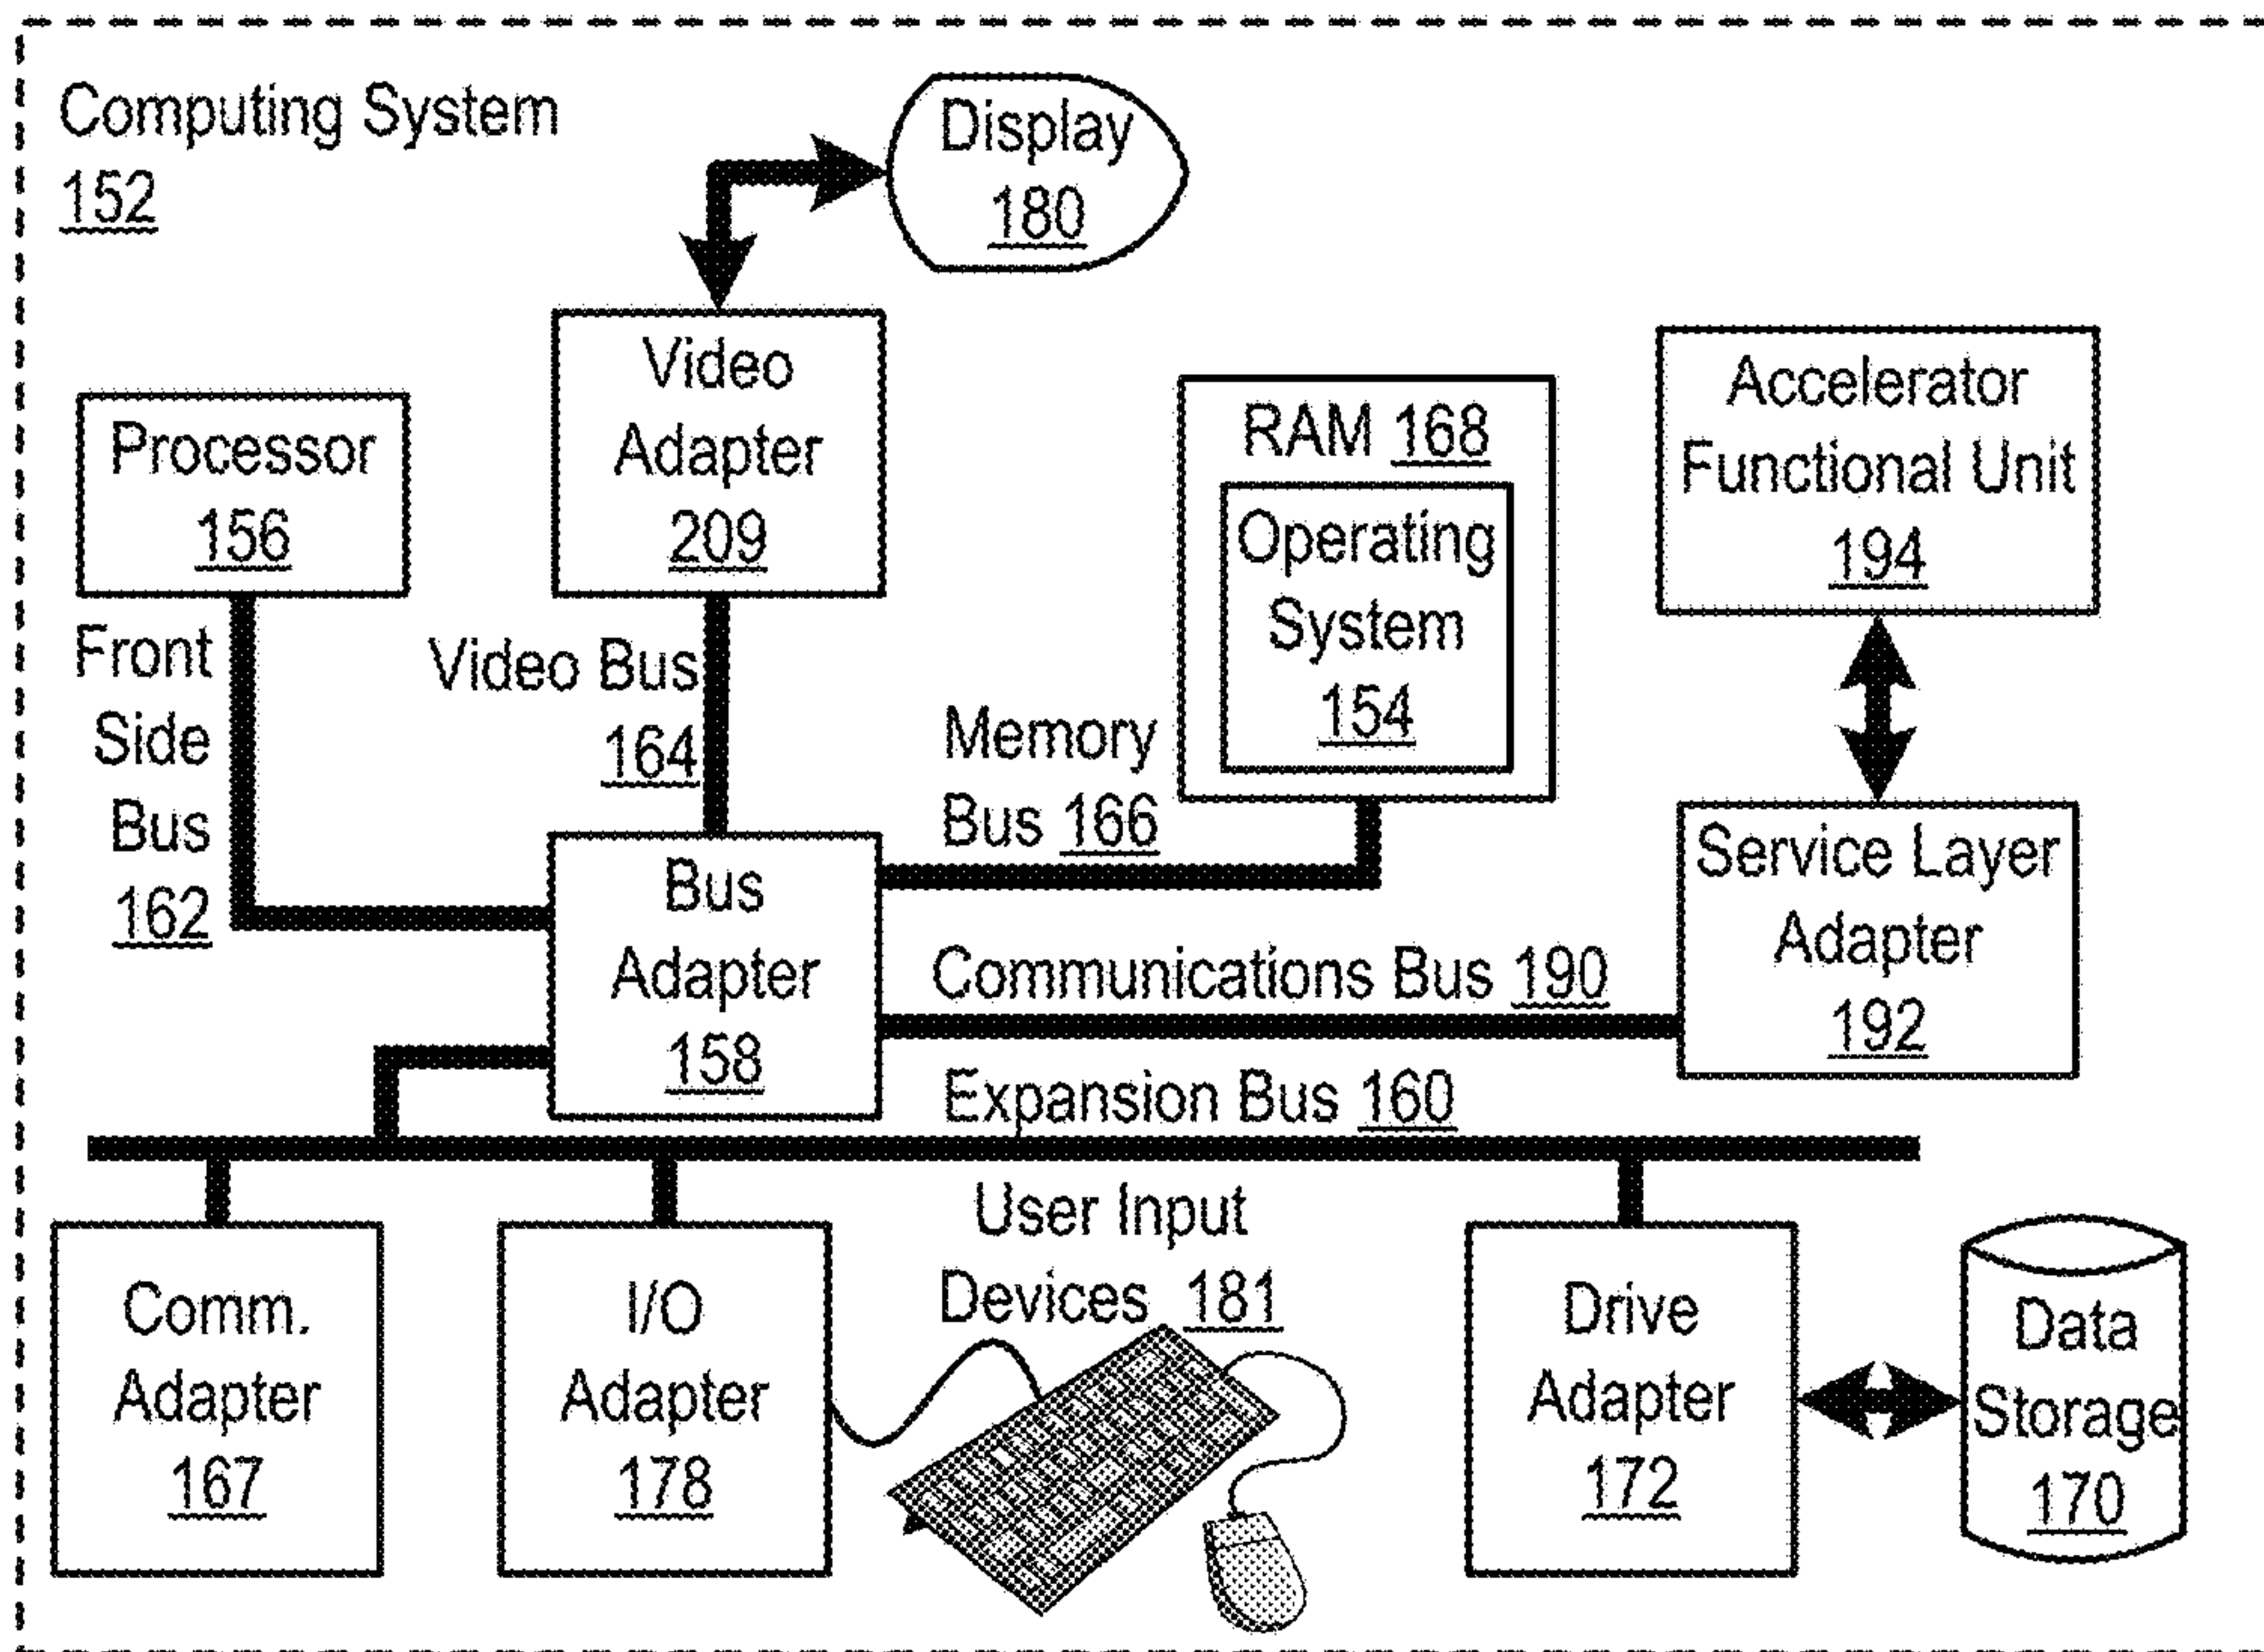 Computing System
152
Display
180
Video
Adapter
209
Processor
156
RAM 168
Operating
System
154
Accelerator
Functional Unit
194
Front
Side
Bus
162
Video Bus
164
Memory
Bus 166
Bus
Adapter
158
Service Layer
Adapter
192
Communications Bus 190
Expansion Bus 160
Comm.
Adapter
167
I/O
Adapter
178
User Input
Devices 181
Drive
Adapter
172
Data
Storage
170